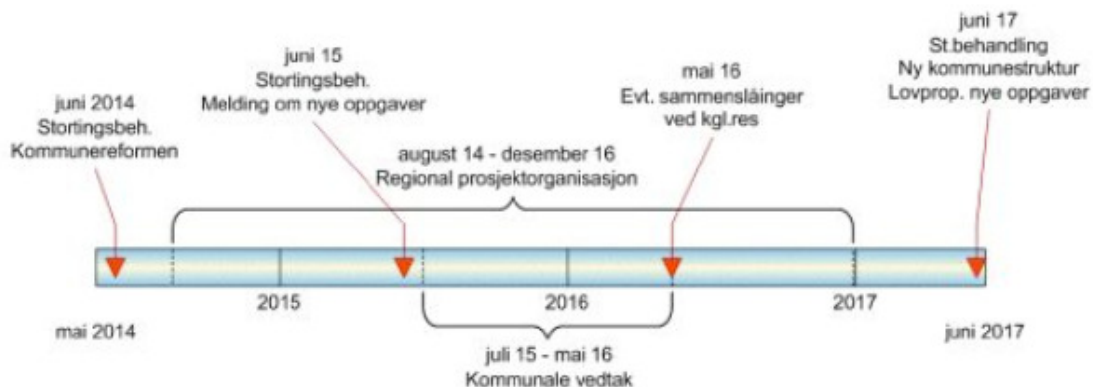 juni 2014
Stortingsbeh.
Kommunereformen
juni 15
Stortingsbeh.
Melding om nye oppgaver
august 14 - desember 16
Regional prosjektorganisasjon
mai 16
Evt. sammenslåinger
ved kgl.res
juni 17
St.behandling
Ny kommunestruktur
Lovprop. nye oppgaver
2015
2016
2017
mai 2014
juni 2017
juli 15 - mai 16
Kommunale vedtak